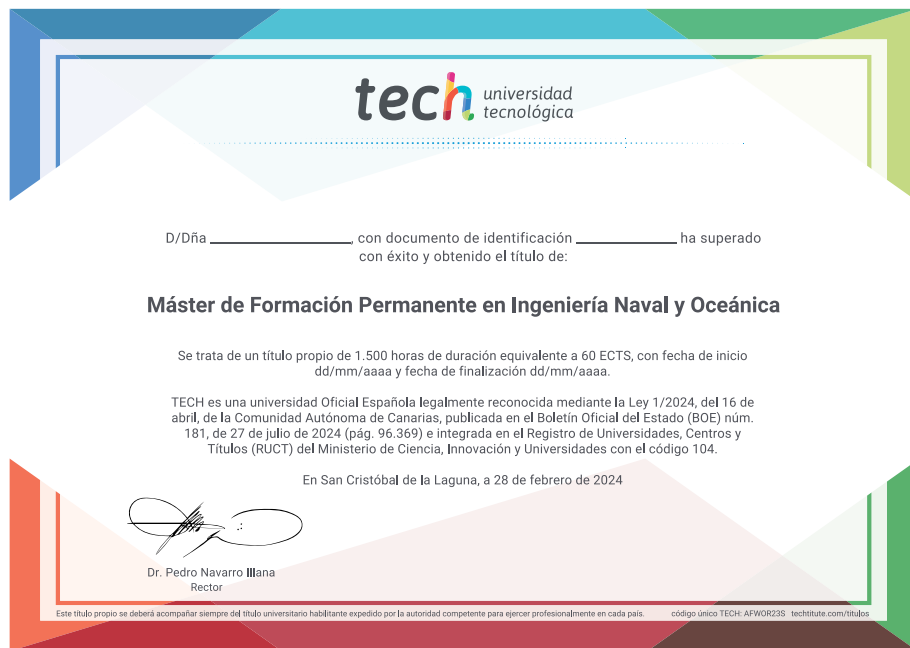 tech universidad
tecnológica
D/Dña ______________, con documento de identificación __________ ha superado
con éxito y obtenido el título de:
Máster de Formación Permanente en Ingeniería Naval y Oceánica
Se trata de un título propio de 1.500 horas de duración equivalente a 60 ECTS, con fecha de inicio
dd/mm/aaaa y fecha de finalización dd/mm/aaaa.
TECH es una universidad Oficial Española legalmente reconocida mediante la Ley 1/2024, del 16 de
abril, de la Comunidad Autónoma de Canarias, publicada en el Boletín Oficial del Estado (BOE) núm.
181, de 27 de julio de 2024 (pág. 96.369) e integrada en el Registro de Universidades, Centros y
Títulos (RUCT) del Ministerio de Ciencia, Innovación y Universidades con el código 104.
En San Cristóbal de la Laguna, a 28 de febrero de 2024
Dr. Pedro Navarro Illana
Rector
Este título propio se deberá acompañar siempre del título universitario habilitante expedido por la autoridad competente para ejercer profesionalmente en cada país. código único TECH: AFWOR23S techtitute.com/titulos